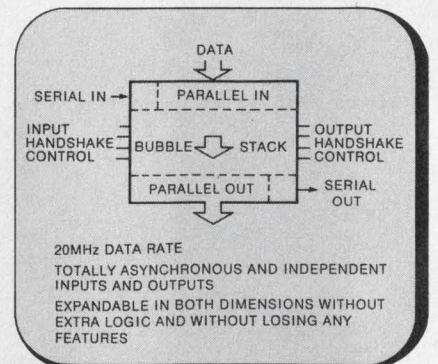 DATA
SERIAL IN
PARALLEL IN
INPUT
HANDSHAKE
CONTROL
BUBBLE STACK
OUTPUT
HANDSHAKE
CONTROL
PARALLEL OUT
SERIAL
OUT
20MHz DATA RATE
TOTALLY ASYNCHRONOUS AND INDEPENDENT
INPUTS AND OUTPUTS
EXPANDABLE IN BOTH DIMENSIONS WITHOUT
EXTRA LOGIC AND WITHOUT LOSING ANY
FEATURES